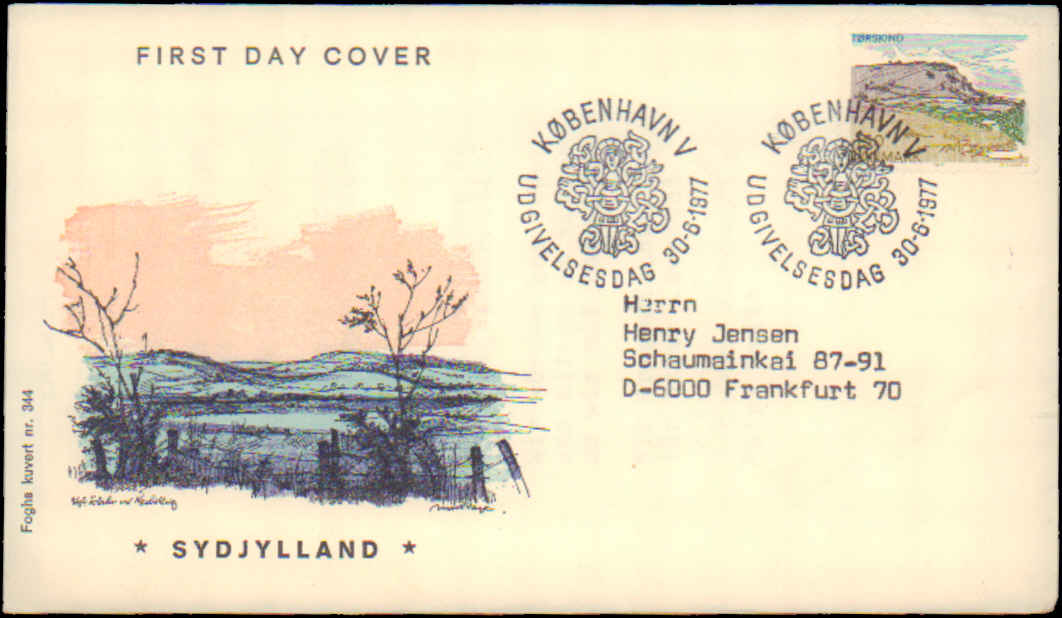 FIRST DAY COVER
TØRSKIND
DANMARK
KØBENHAVN V
UDGIVELSESDAG 30-6-1977
KØBENHAVN V
UDGIVELSESDAG 30-6-1977
Herrn
Henry Jensen
Schaumainkai 87-91
D-6000 Frankfurt 70
Foghs kuvert nr. 344
* SYDJYLLAND *